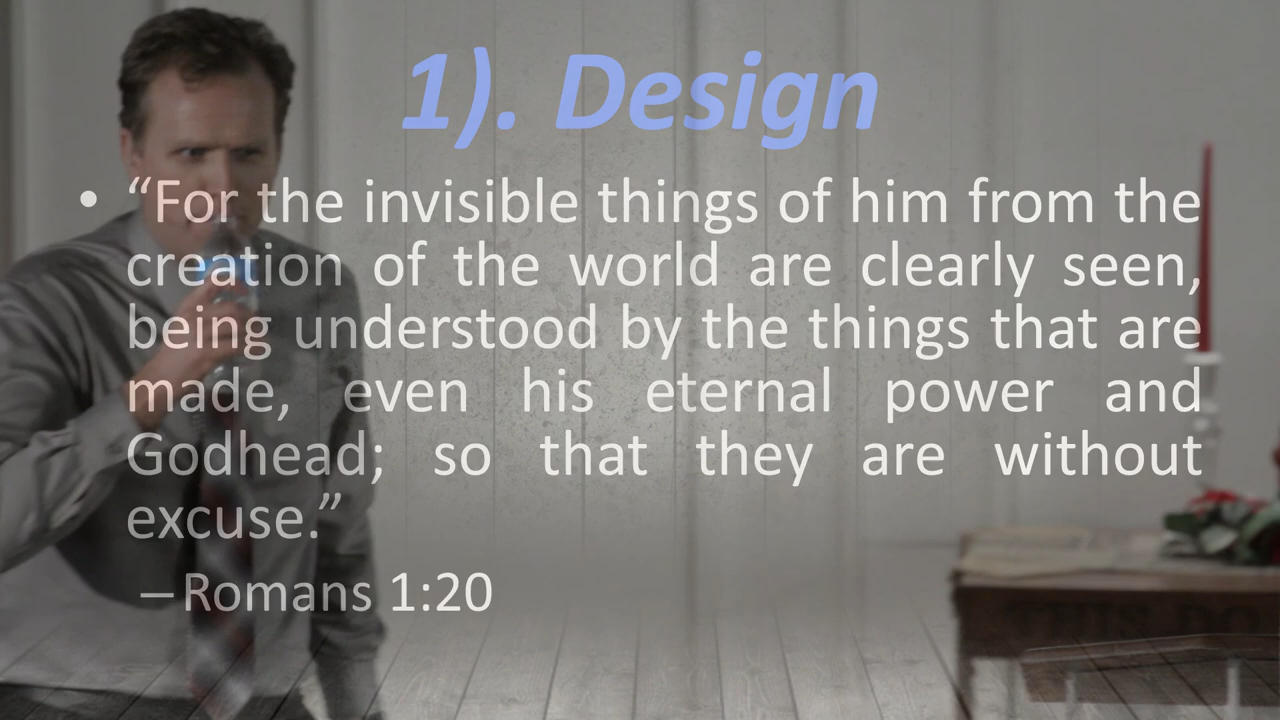 1). Design
• “For the invisible things of him from the
creation of the world are clearly seen,
being understood by the things that are
made, even his eternal power and
Godhead; so that they are without
excuse.”
–Romans 1:20
THIS DO